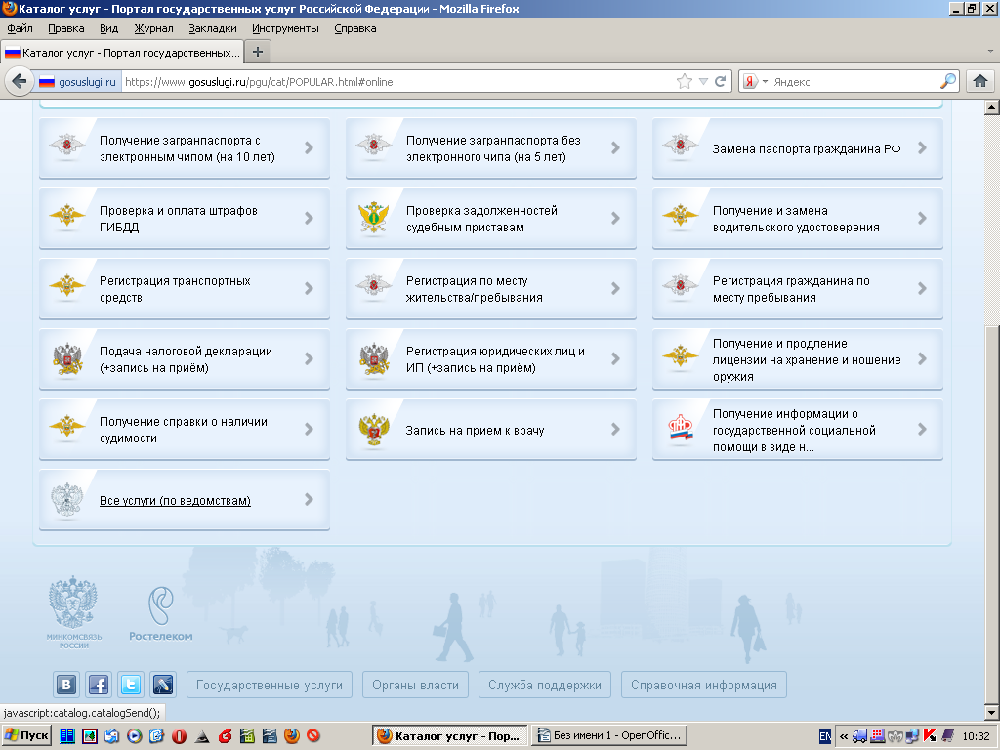 Каталог услуг - Портал государственных услуг Российской Федерации - Mozilla Firefox
Файл Правка Вид Журнал Закладки Инструменты Справка
Каталог услуг - Портал государственных...
gosuslugi.ru https://www.gosuslugi.ru/pgu/cat/POPULAR.html#online Я Яндекс
Получение загранпаспорта с
электронным чипом (на 10 лет)
Получение загранпаспорта без
электронного чипа (на 5 лет)
Замена паспорта гражданина РФ
Проверка и оплата штрафов
ГИБДД
Проверка задолженностей
судебным приставам
Получение и замена
водительского удостоверения
Регистрация транспортных
средств
Регистрация по месту
жительства/пребывания
Регистрация гражданина по
месту пребывания
Подача налоговой декларации
(+запись на приём)
Регистрация юридических лиц и
ИП (+запись на приём)
Получение и продление
лицензии на хранение и ношение
оружия
Получение справки о наличии
судимости
Запись на прием к врачу
Получение информации о
государственной социальной
помощи в виде н...
Все услуги (по ведомствам)
МИНКОМСВЯЗЬ
РОССИИ
Ростелеком
Государственные услуги
Органы власти
Служба поддержки
Справочная информация
javascript:catalog.catalogSend();
Пуск
Каталог услуг - Пор...
Без имени 1 - OpenOffic...
EN
10:32